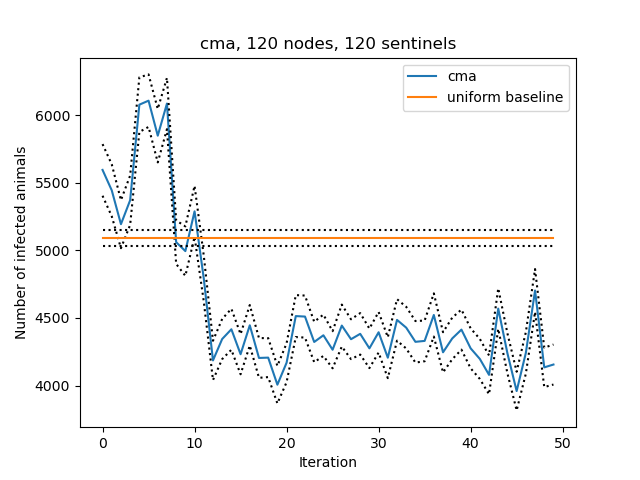 cma, 120 nodes, 120 sentinels
cma
uniform baseline
Number of infected animals
6000
5500
5000
4500
4000
0 10 20 30 40 50
Iteration